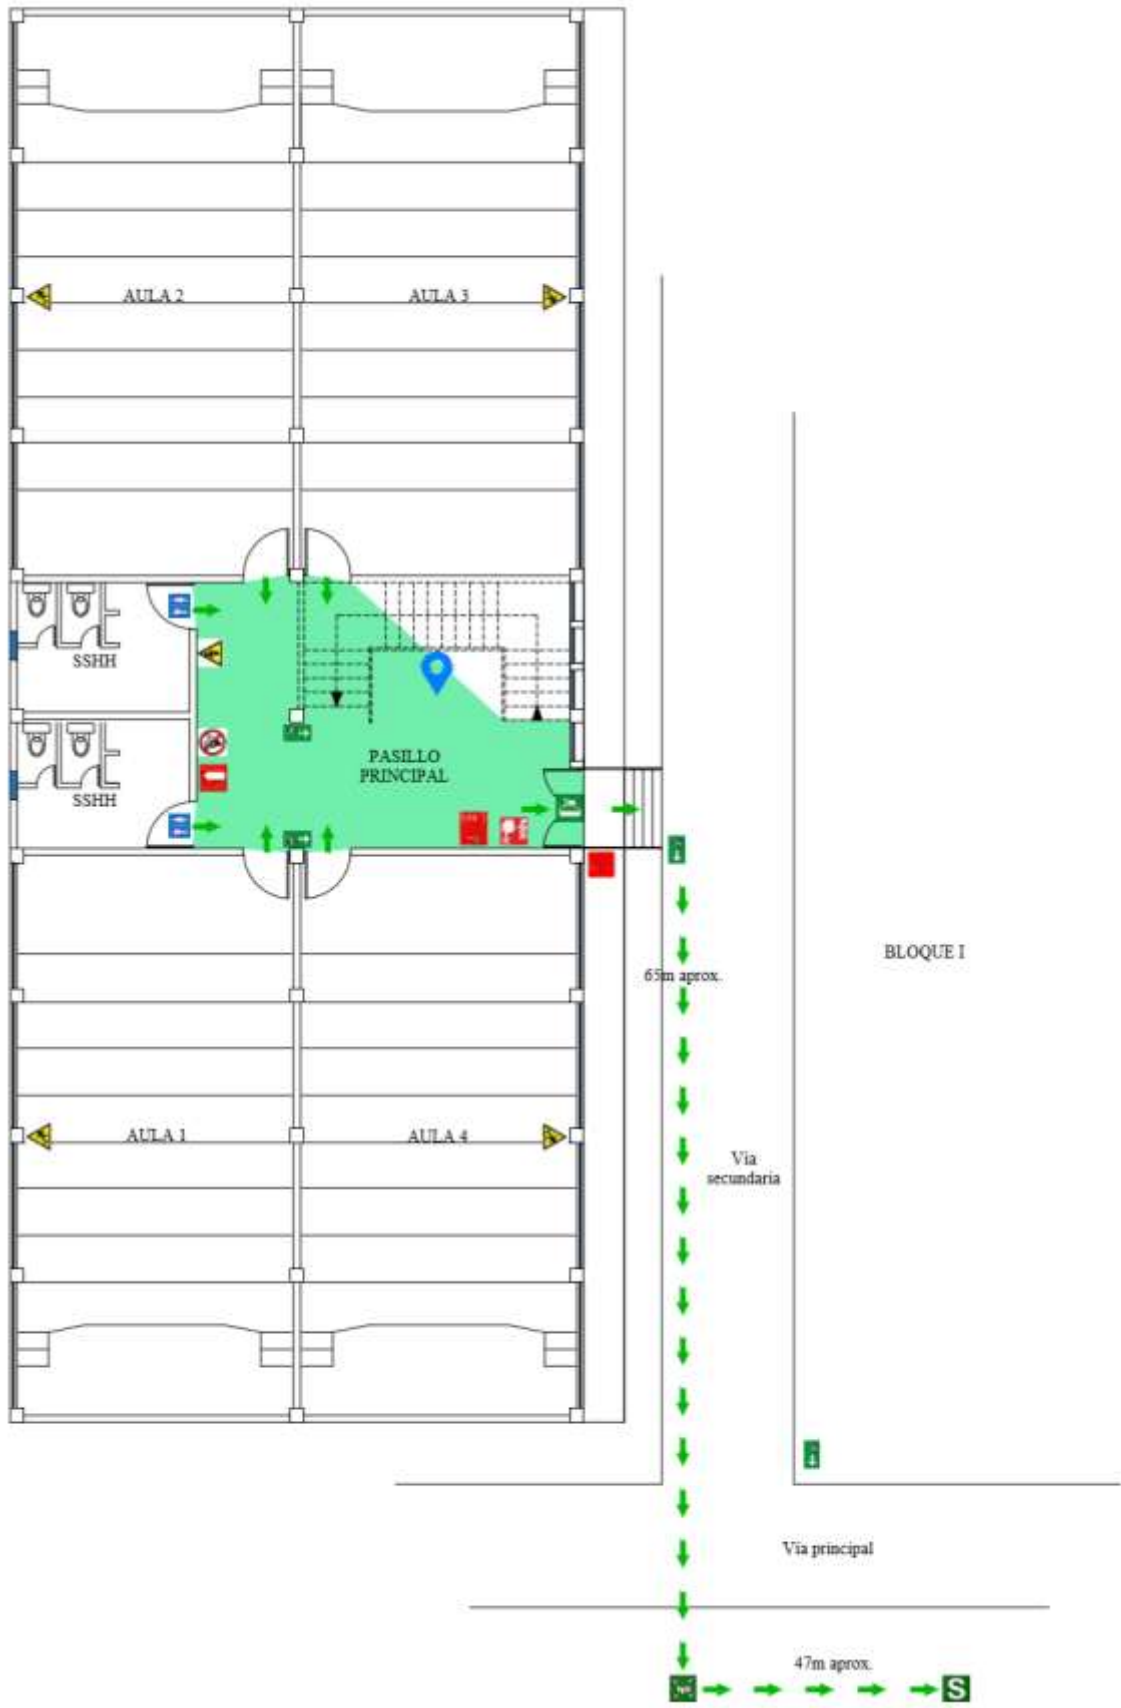 AULA 2
AULA 3
SSHH
SSHH
PASILLO
PRINCIPAL
65m aprox.
BLOQUE I
AULA 1
AULA 4
Via
secundaria
Vía principal
47m aprox.
S